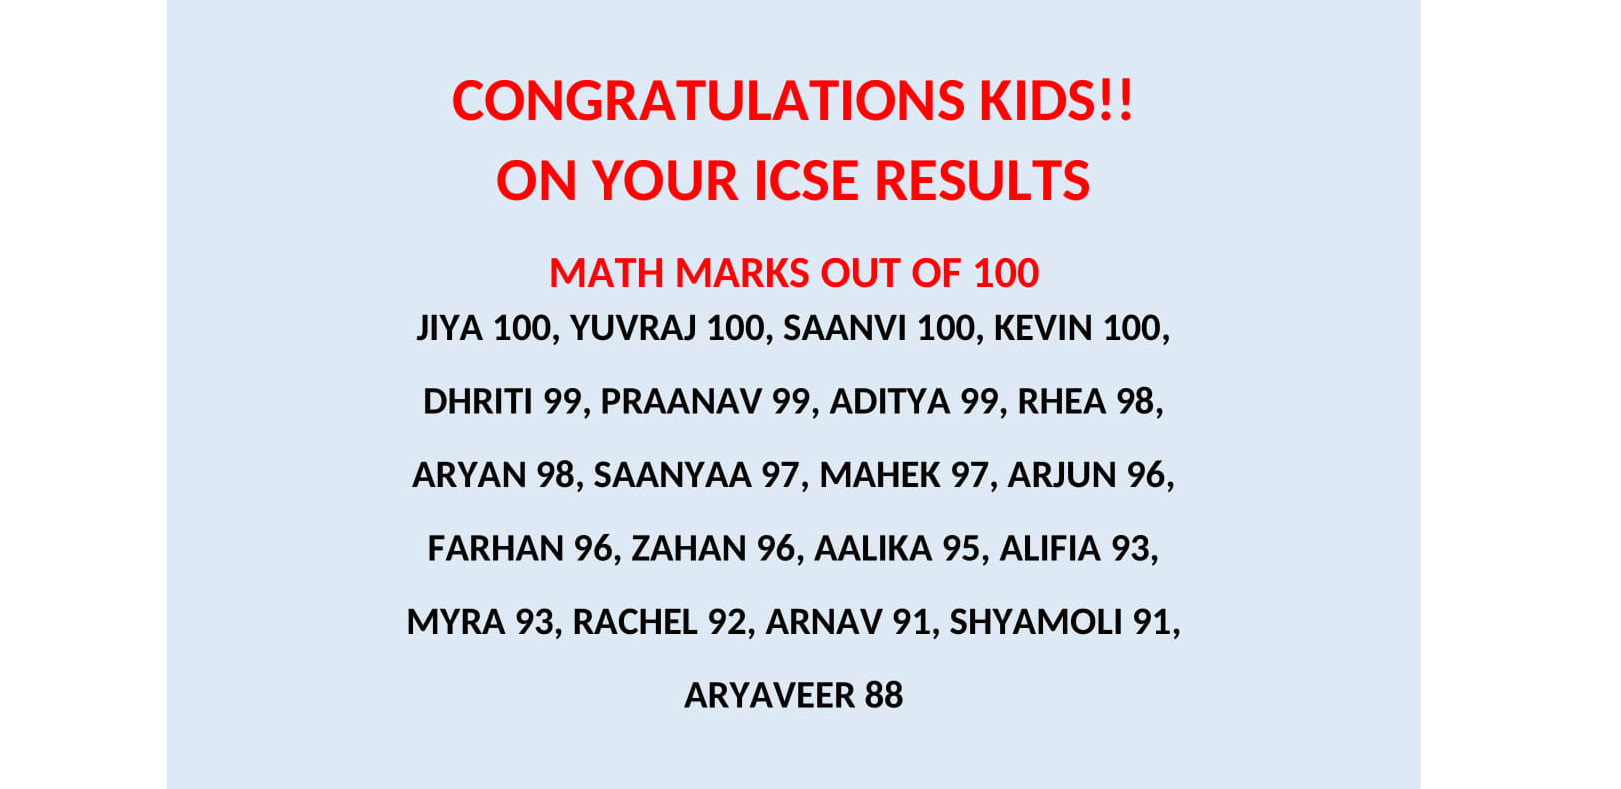 CONGRATULATIONS KIDS!!
ON YOUR ICSE RESULTS
MATH MARKS OUT OF 100
JIYA 100, YUVRAJ 100, SAANVI 100, KEVIN 100,
DHRITI 99, PRAANAV 99, ADITYA 99, RHEA 98,
ARYAN 98, SAANYAA 97, MAHEK 97, ARJUN 96,
FARHAN 96, ZAHAN 96, AALIKA 95, ALIFIA 93,
MYRA 93, RACHEL 92, ARNAV 91, SHYAMOLI 91,
ARYAVEER 88